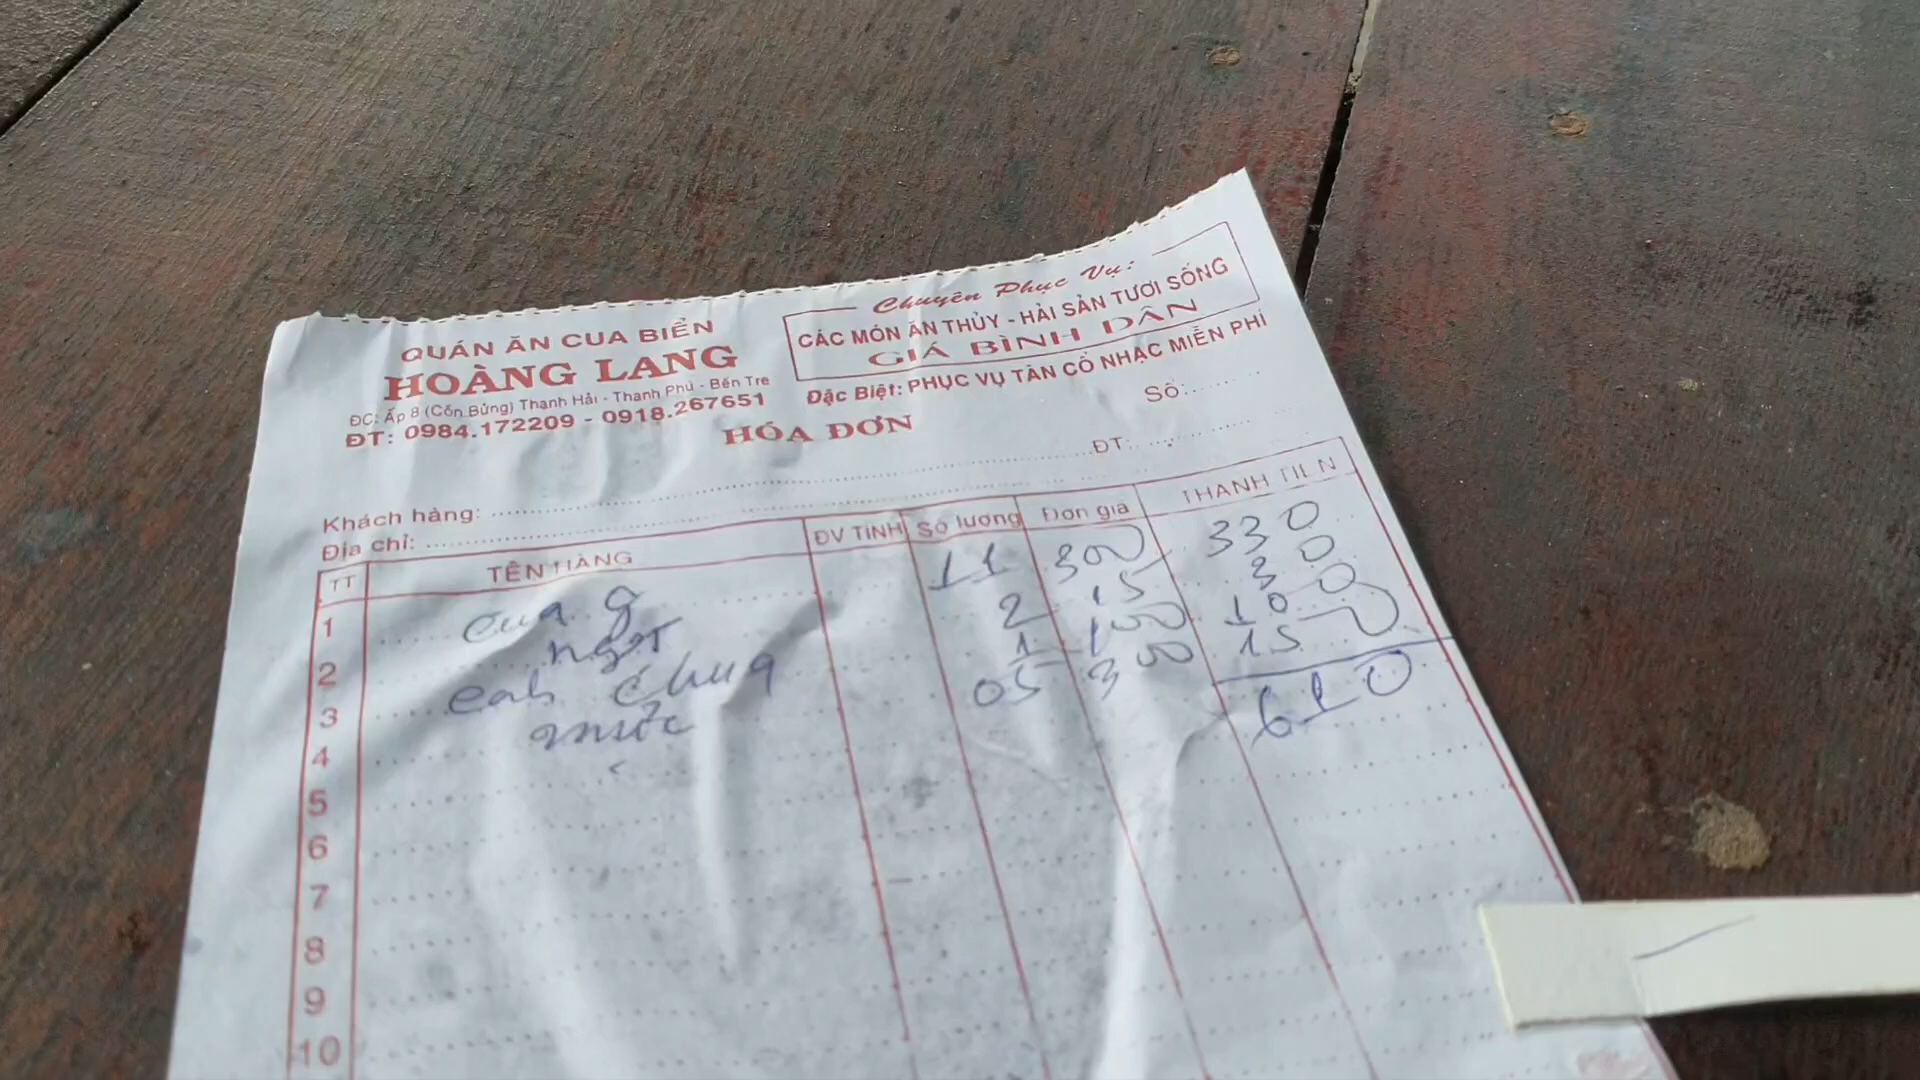 QUÁN ĂN CUA BIỂN
HOÀNG LANG
ĐC: Ấp 8 (Cồn Bửng) Thạnh Hải - Thạnh Phú - Bến Tre
ĐT: 0984.172209 - 0918.267651
Chuyên Phục Vụ:
CÁC MÓN ĂN THỦY - HẢI SẢN TƯƠI SỐNG
GIÁ BÌNH DÂN
Đặc Biệt: PHỤC VỤ TÂN CỔ NHẠC MIỄN PHÍ
HÓA ĐƠN
Số:
Khách hàng: ĐT:
Địa chỉ:
TT TÊN HÀNG ĐV TÍNH Số lượng Đơn giá THÀNH TIỀN
1 cua g 11 300 330
2 ngọt 2 15 30
3 canh chua 1 100 100
4 mực 05 300 150
610
5
6
7
8
9
10